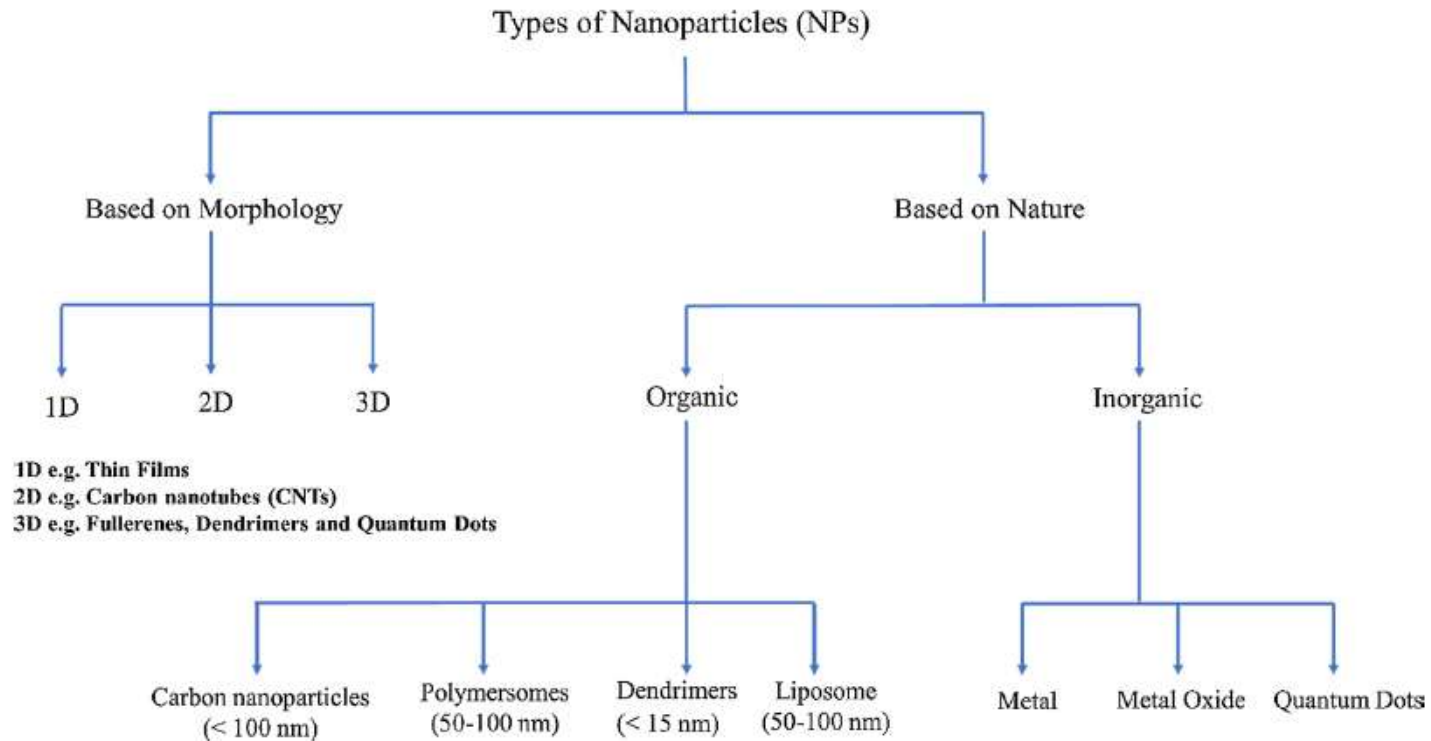 Types of Nanoparticles (NPs)
Based on Morphology
Based on Nature
1D
2D
3D
Organic
Inorganic
1D e.g. Thin Films
2D e.g. Carbon nanotubes (CNTs)
3D e.g. Fullerenes, Dendrimers and Quantum Dots
Carbon nanoparticles
(< 100 nm)
Polymersomes
(50-100 nm)
Dendrimers
(< 15 nm)
Liposome
(50-100 nm)
Metal
Metal Oxide
Quantum Dots